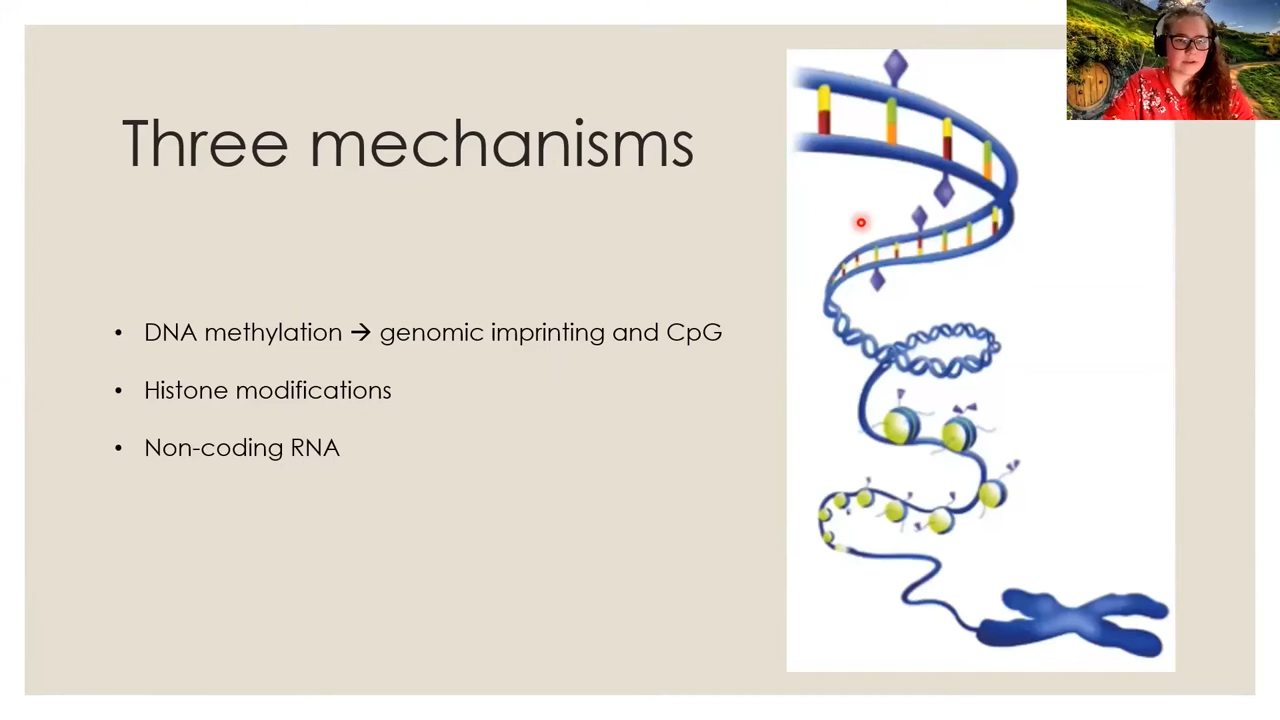 Three mechanisms
• DNA methylation → genomic imprinting and CpG
• Histone modifications
• Non-coding RNA